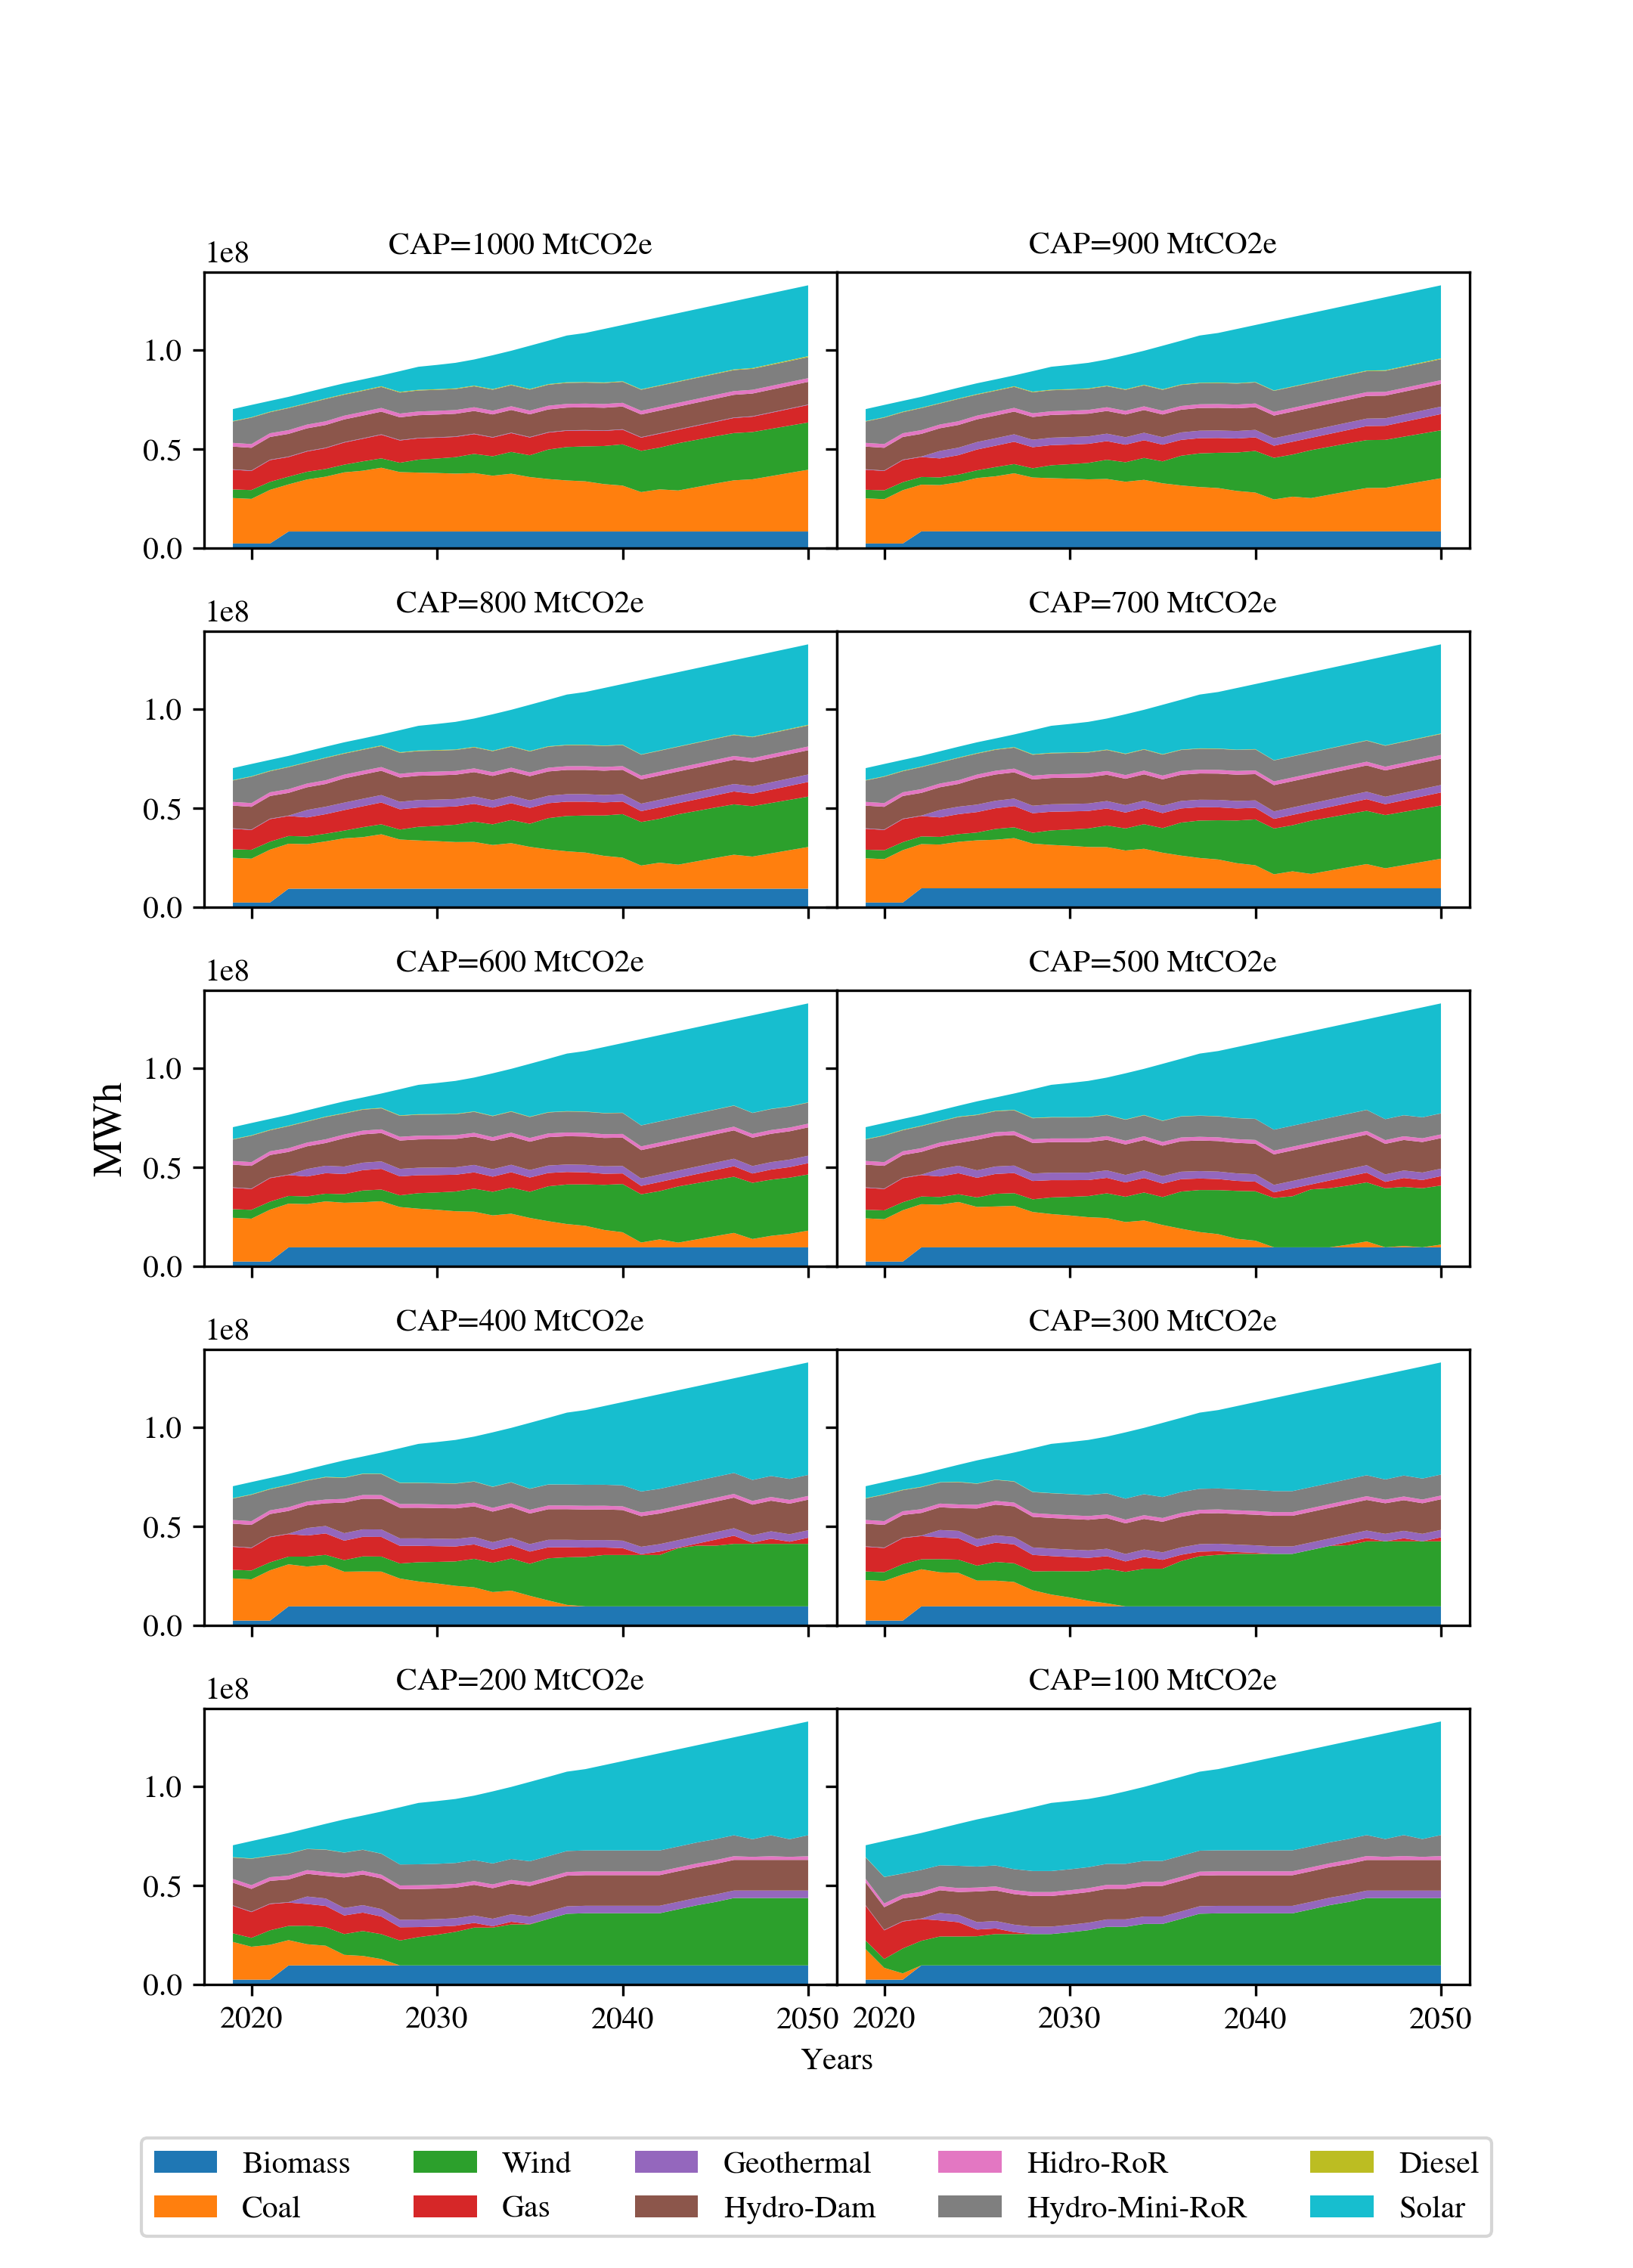 CAP=1000 MtCO2e CAP=900 MtCO2e
1e8
1.0
0.5
0.0
CAP=800 MtCO2e CAP=700 MtCO2e
1e8
1.0
0.5
0.0
CAP=600 MtCO2e CAP=500 MtCO2e
1e8
1.0
0.5
0.0
MWh
CAP=400 MtCO2e CAP=300 MtCO2e
1e8
1.0
0.5
0.0
CAP=200 MtCO2e CAP=100 MtCO2e
1e8
1.0
0.5
0.0
2020 2030 2040 2050 2020 2030 2040 2050
Years
Biomass Wind Geothermal Hidro-RoR Diesel
Coal Gas Hydro-Dam Hydro-Mini-RoR Solar